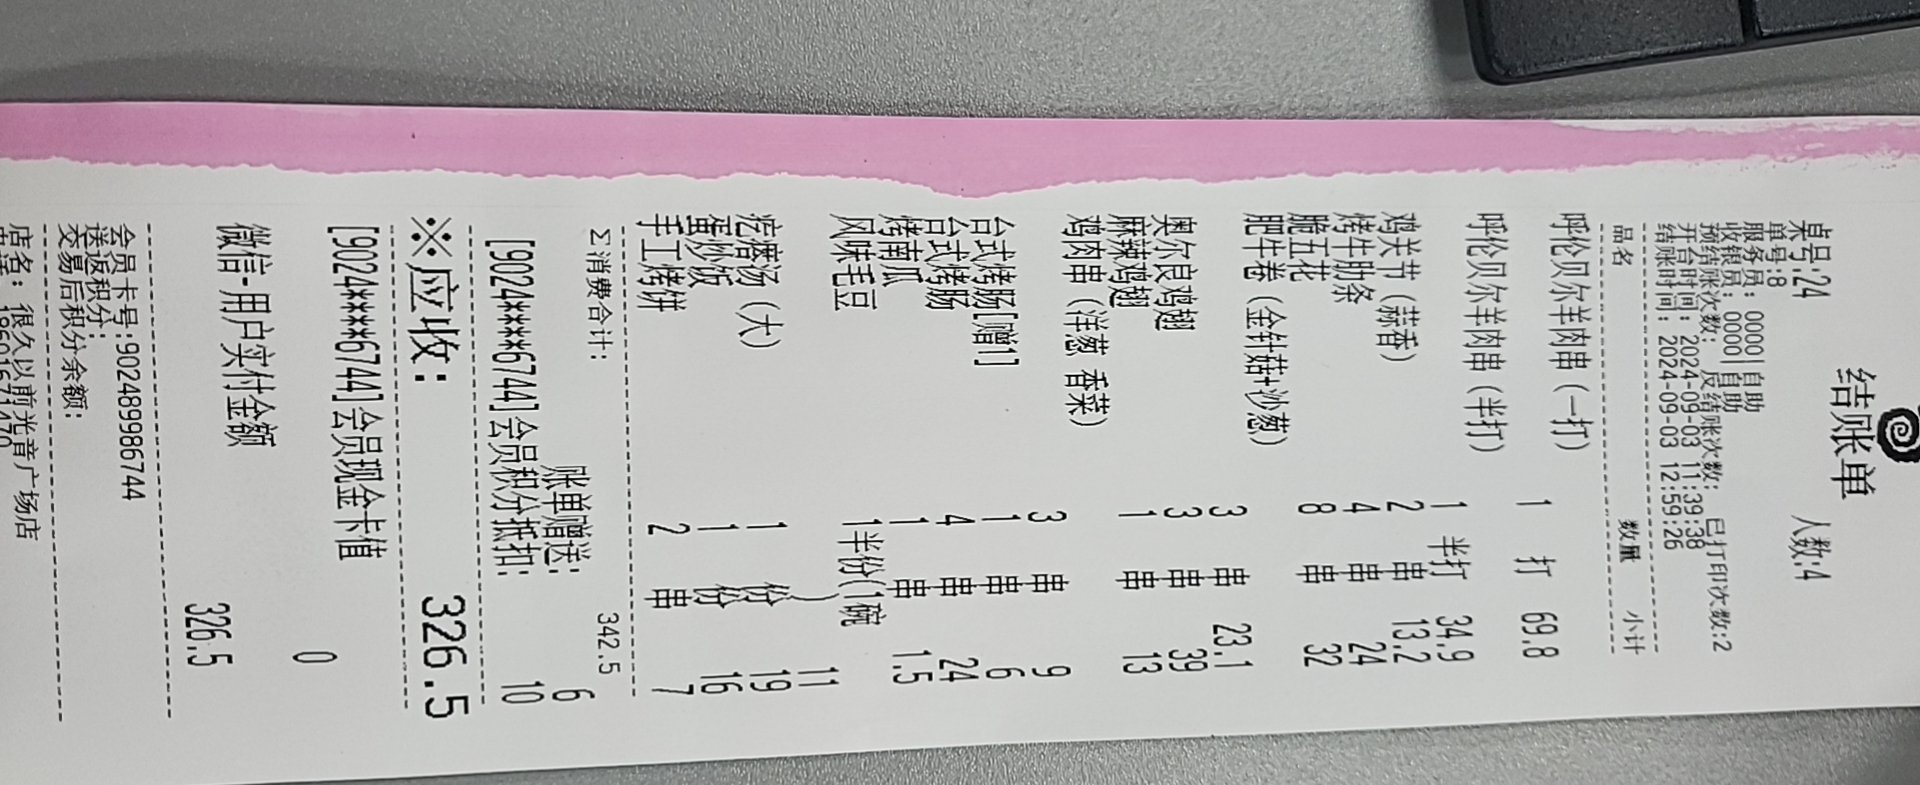 结账单
桌号:24 人数:4
单号:8
服务员: 0000|自助
收银员: 0000|自助
预结账次数: 反结账次数: 已打印次数:2
开台时间: 2024-09-03 11:39:38
结账时间: 2024-09-03 12:59:26
品名 数量 小计
呼伦贝尔羊肉串（一打）
1 打 69.8
呼伦贝尔羊肉串（半打）
1 半打 34.9
鸡关节（蒜香） 2 串 13.2
烤牛肋条 4 串 24
脆五花 8 串 32
肥牛卷（金针菇+沙葱）
3 串 23.1
奥尔良鸡翅 3 串 39
麻辣鸡翅 1 串 13
鸡肉串（洋葱 香菜）
3 串 9
台式烤肠[赠1] 1 串 6
台式烤肠 4 串 24
烤南瓜 1 串 1.5
风味毛豆 1半份(1碗
) 11
疙瘩汤（大） 1 份 19
蛋炒饭 1 份 16
手工烤饼 2 串 7
Σ消费合计: 342.5
账单赠送: 6
[9024****6744]会员积分抵扣: 10
※应收: 326.5
[9024****6744]会员现金卡值
0
微信-用户实付金额
326.5
会员卡号:9024899986744
送返积分:
交易后积分余额:
店名: 很久以前光音广场店